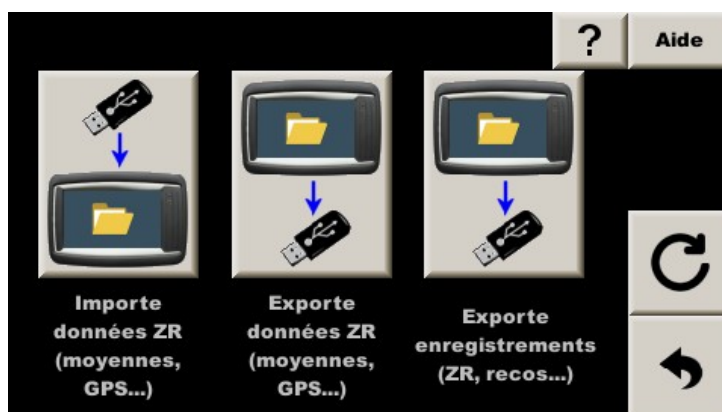 ? Aide
Importe
données ZR
(moyennes,
GPS...)
Exporte
données ZR
(moyennes,
GPS...)
Exporte
enregistrements
(ZR, recos...)